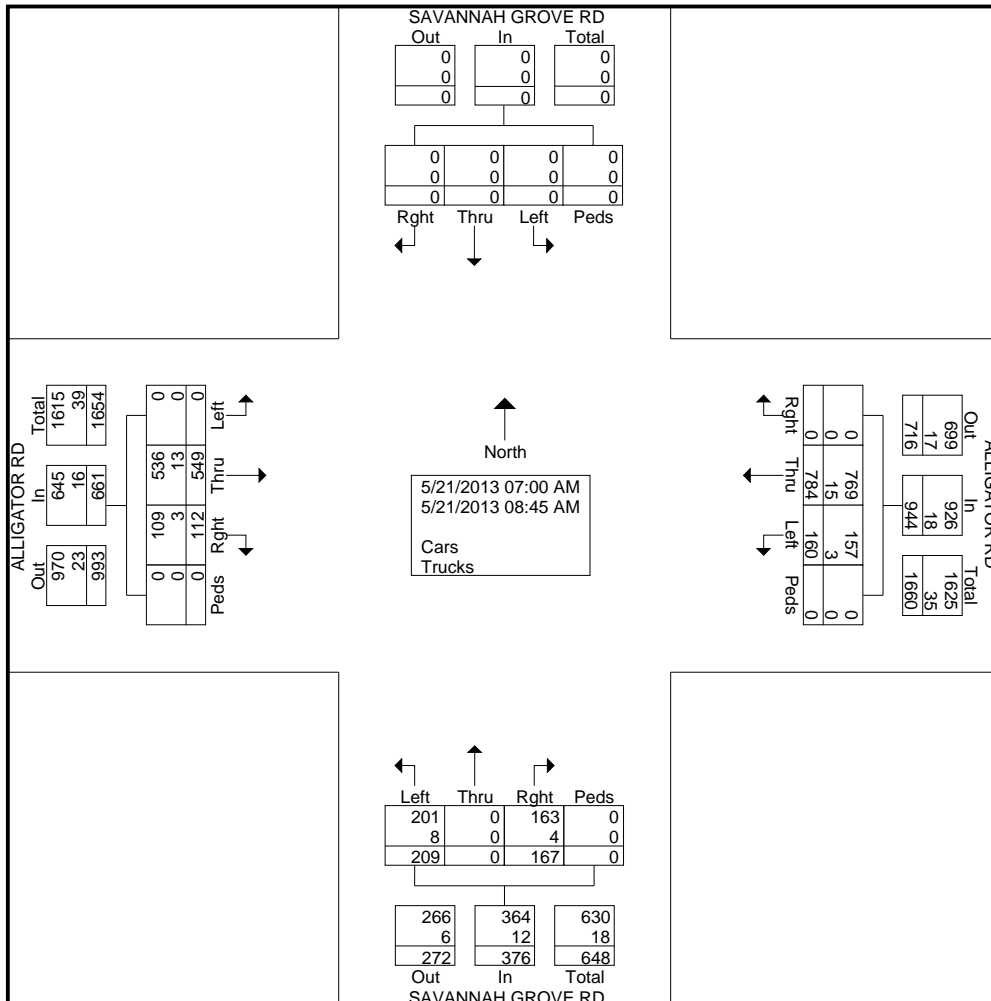 SAVANNAH GROVE RD
Out In Total
0 0 0
0 0 0
0 0 0
0 0 0 0
0 0 0 0
0 0 0 0
Rght Thru Left Peds
ALLIGATOR RD
Total In Out
1615 645 970
39 16 23
1654 661 993
0 536 109 0
0 13 3 0
0 549 112 0
Left Thru Rght Peds
North
5/21/2013 07:00 AM
5/21/2013 08:45 AM
Cars
Trucks
Rght Thru Left Peds
0 769 157 0
0 15 3 0
0 784 160 0
Out In Total
699 926 1625
17 18 35
716 944 1660
ALLIGATOR RD
Left Thru Rght Peds
201 0 163 0
8 0 4 0
209 0 167 0
266 364 630
6 12 18
272 376 648
Out In Total
SAVANNAH GROVE RD